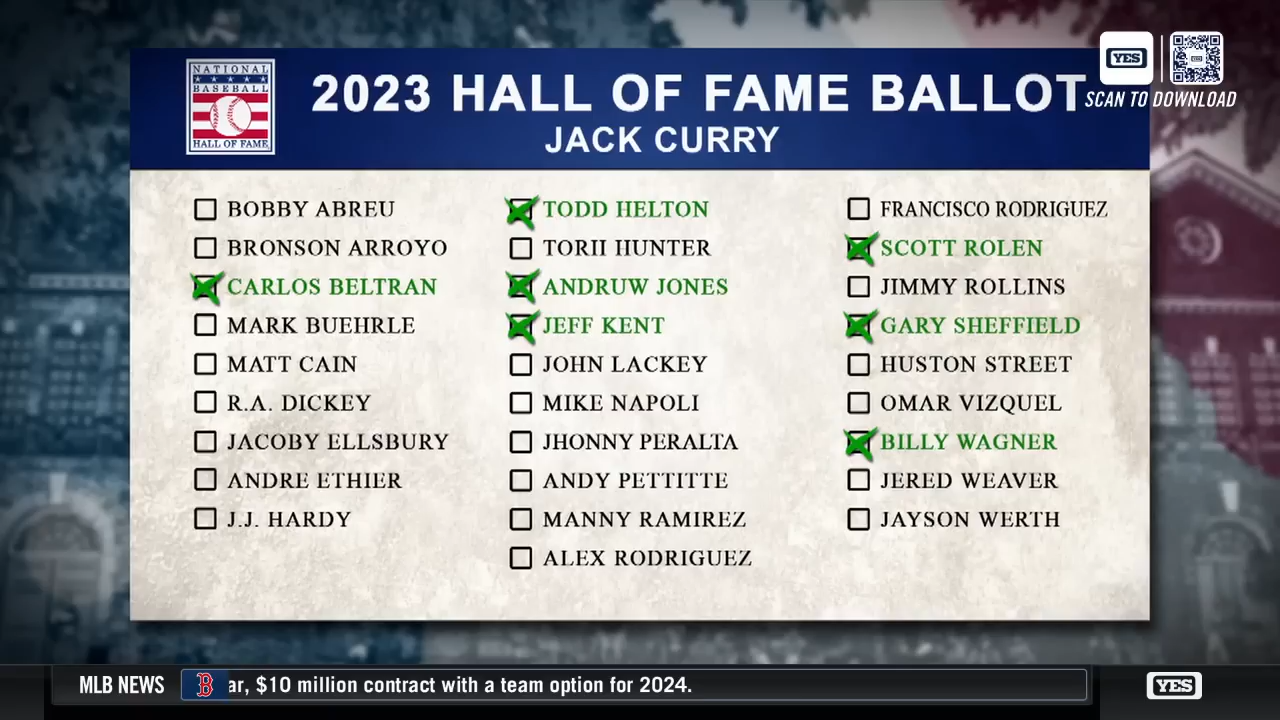 NATIONAL
BASEBALL
HALL OF FAME
2023 HALL OF FAME BALLOT
JACK CURRY
YES
SCAN TO DOWNLOAD
BOBBY ABREU
BRONSON ARROYO
CARLOS BELTRAN
MARK BUEHRLE
MATT CAIN
R.A. DICKEY
JACOBY ELLSBURY
ANDRE ETHIER
J.J. HARDY
TODD HELTON
TORII HUNTER
ANDRUW JONES
JEFF KENT
JOHN LACKEY
MIKE NAPOLI
JHONNY PERALTA
ANDY PETTITTE
MANNY RAMIREZ
ALEX RODRIGUEZ
FRANCISCO RODRIGUEZ
SCOTT ROLEN
JIMMY ROLLINS
GARY SHEFFIELD
HUSTON STREET
OMAR VIZQUEL
BILLY WAGNER
JERED WEAVER
JAYSON WERTH
MLB NEWS
B ar, $10 million contract with a team option for 2024.
YES